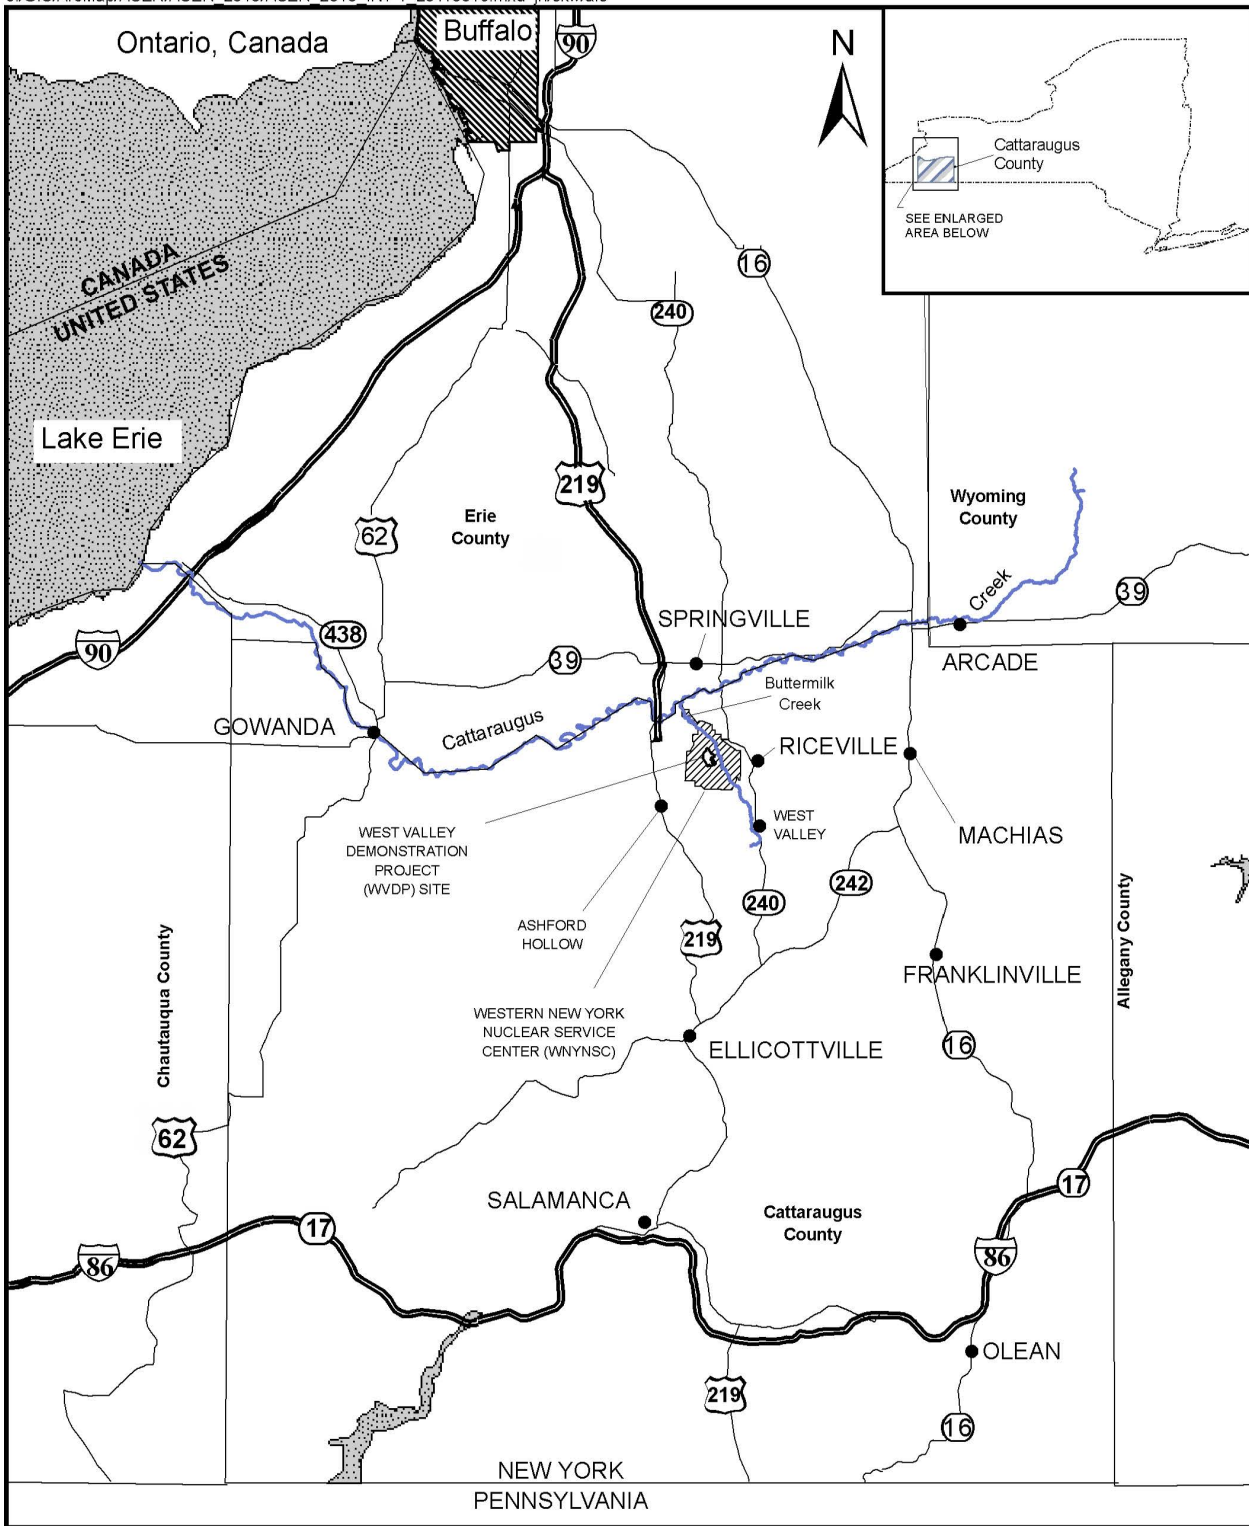 Ontario, Canada
Buffalo
90
N
Cattaraugus
County
SEE ENLARGED
AREA BELOW
16
CANADA
UNITED STATES
240
Lake Erie
219
62
Erie
County
Wyoming
County
Creek
39
438
SPRINGVILLE
90
39
ARCADE
Buttermilk
Creek
GOWANDA
Cattaraugus
RICEVILLE
WEST
VALLEY
MACHIAS
WEST VALLEY
DEMONSTRATION
PROJECT
(WVDP) SITE
242
240
ASHFORD
HOLLOW
219
Chautauqua County
Allegany County
FRANKLINVILLE
WESTERN NEW YORK
NUCLEAR SERVICE
CENTER (WNYNSC)
ELLICOTTVILLE
16
62
SALAMANCA
Cattaraugus
County
17
17
86
86
OLEAN
219
16
NEW YORK
PENNSYLVANIA